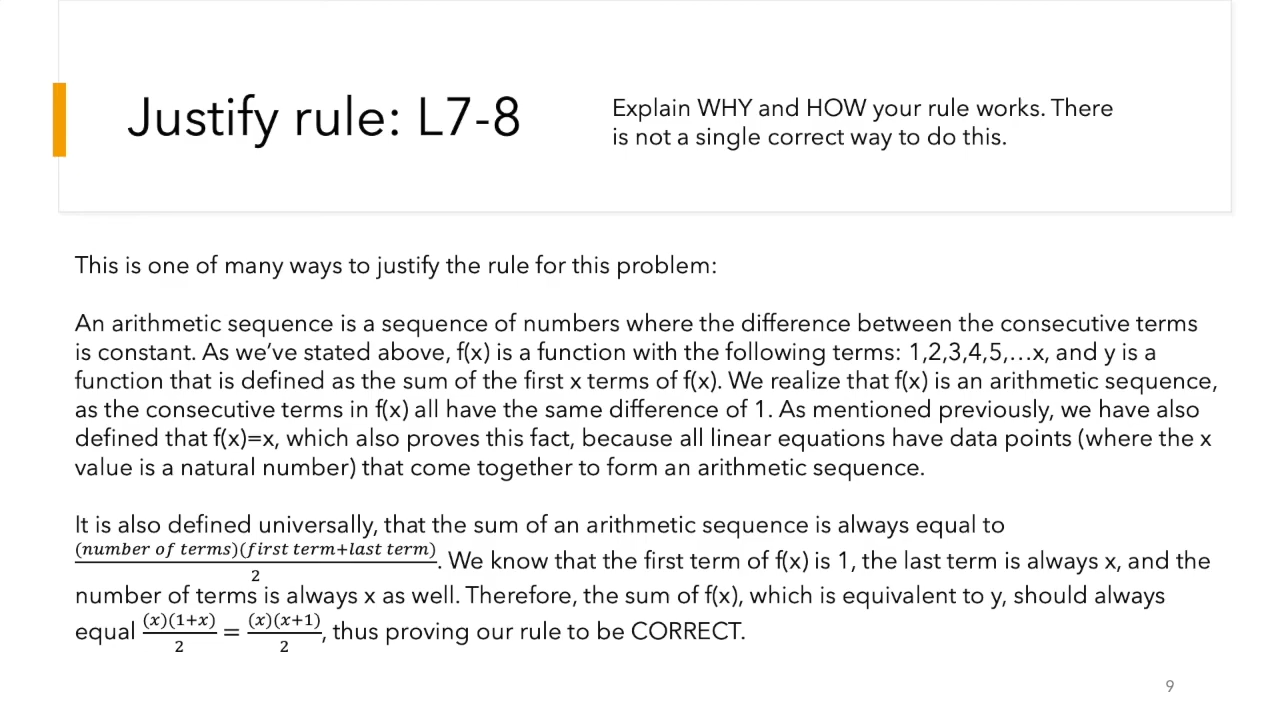 Justify rule: L7-8
Explain WHY and HOW your rule works. There
is not a single correct way to do this.
This is one of many ways to justify the rule for this problem:
An arithmetic sequence is a sequence of numbers where the difference between the consecutive terms
is constant. As we’ve stated above, f(x) is a function with the following terms: 1,2,3,4,5,…x, and y is a
function that is defined as the sum of the first x terms of f(x). We realize that f(x) is an arithmetic sequence,
as the consecutive terms in f(x) all have the same difference of 1. As mentioned previously, we have also
defined that f(x)=x, which also proves this fact, because all linear equations have data points (where the x
value is a natural number) that come together to form an arithmetic sequence.
It is also defined universally, that the sum of an arithmetic sequence is always equal to
(number of terms)(first term+last term)/2. We know that the first term of f(x) is 1, the last term is always x, and the
number of terms is always x as well. Therefore, the sum of f(x), which is equivalent to y, should always
equal (x)(1+x)/2 = (x)(x+1)/2, thus proving our rule to be CORRECT.
9